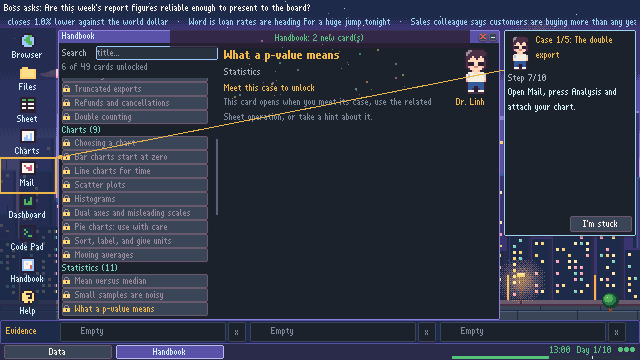 Boss asks: Are this week's report figures reliable enough to present to the board?
closes 1.0% lower against the world dollar · Word is loan rates are heading for a huge jump tonight · Sales colleague says customers are buying more than any yea
Browser
Files
Sheet
Charts
Mail
Dashboard
Code Pad
Handbook
Help
Handbook
Handbook: 2 new card(s)
Search title...
6 of 49 cards unlocked
Truncated exports
Refunds and cancellations
Double counting
Charts (9)
Choosing a chart
Bar charts start at zero
Line charts for time
Scatter plots
Histograms
Dual axes and misleading scales
Pie charts: use with care
Sort, label, and give units
Moving averages
Statistics (11)
Mean versus median
Small samples are noisy
What a p-value means
What a p-value means
Statistics
Meet this case to unlock
This card opens when you meet its case, use the related
Sheet operation, or take a hint about it.
Dr. Linh
Case 1/5: The double
export
Step 7/10
Open Mail, press Analysis and
attach your chart.
I'm stuck
Evidence
Empty x
Empty x
Empty x
Data
Handbook
13:00 Day 1/10